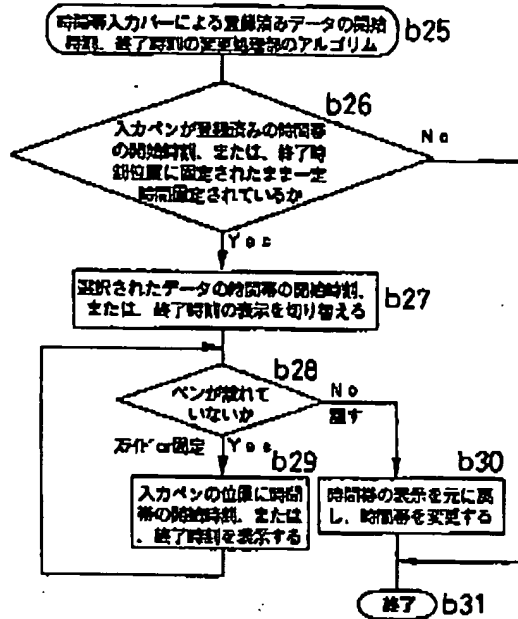 時間帯入力バーによる登録済みデータの開始
時刻、終了時刻の変更処理部のアルゴリム
b25
b26
入力ペンが登録済みの時間帯
の開始時刻、または、終了時
刻位置に固定されたまま一定
時間固定されているか
No
Yes
選択されたデータの時間帯の開始時刻、
または、終了時刻の表示を切り替える
b27
b28
ペンが離れて
いないか
No
離す
スライドor固定
Yes
b29
入力ペンの位置に時間
帯の開始時刻、または
、終了時刻を表示する
b30
時間帯の表示を元に戻
し、時間帯を変更する
終了
b31